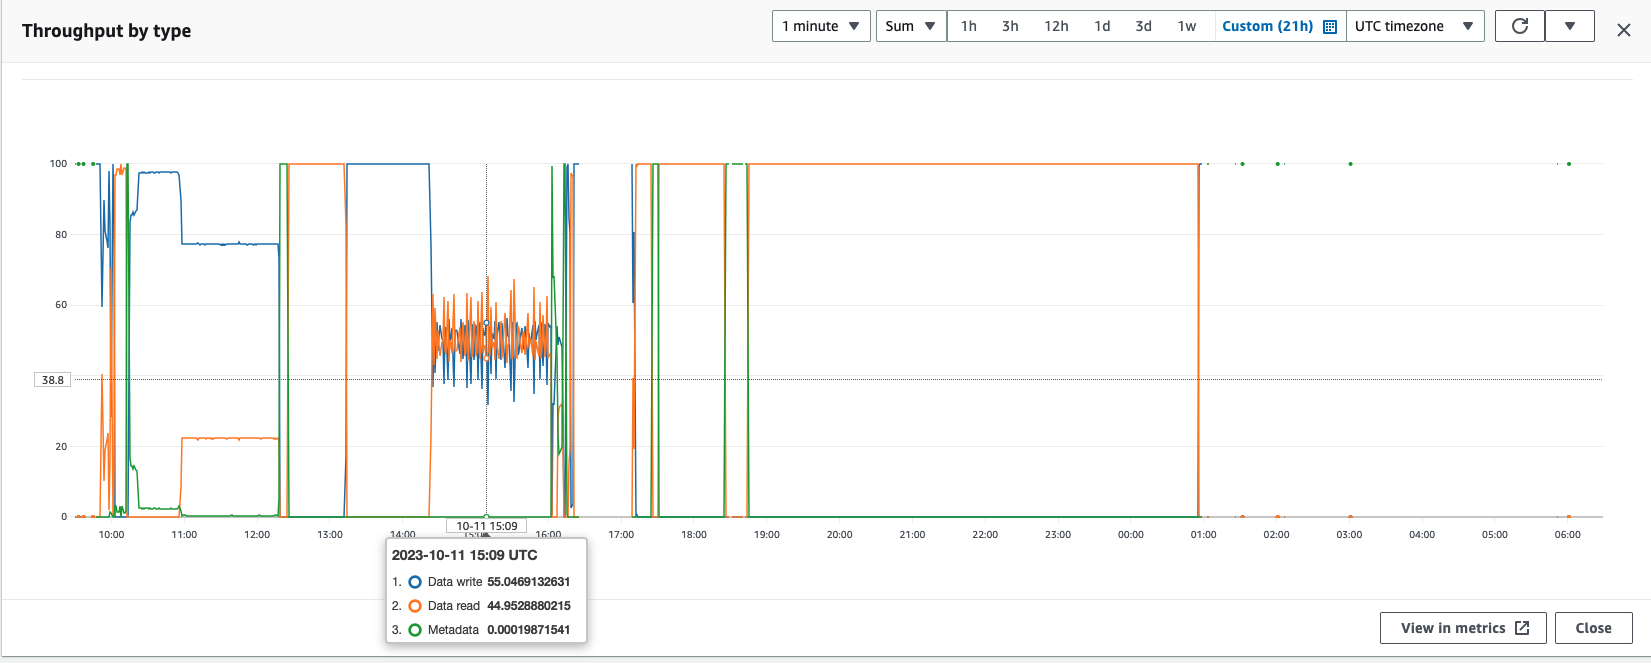 Throughput by type
1 minute
Sum
1h 3h 12h 1d 3d 1w Custom (21h)
UTC timezone
100
80
60
38.8
20
0
10:00 11:00 12:00 13:00 14:00 16:00 17:00 18:00 19:00 20:00 21:00 22:00 23:00 00:00 01:00 02:00 03:00 04:00 05:00 06:00
10-11 15:09
2023-10-11 15:09 UTC
1. Data write 55.0469132631
2. Data read 44.9528880215
3. Metadata 0.00019871541
View in metrics
Close